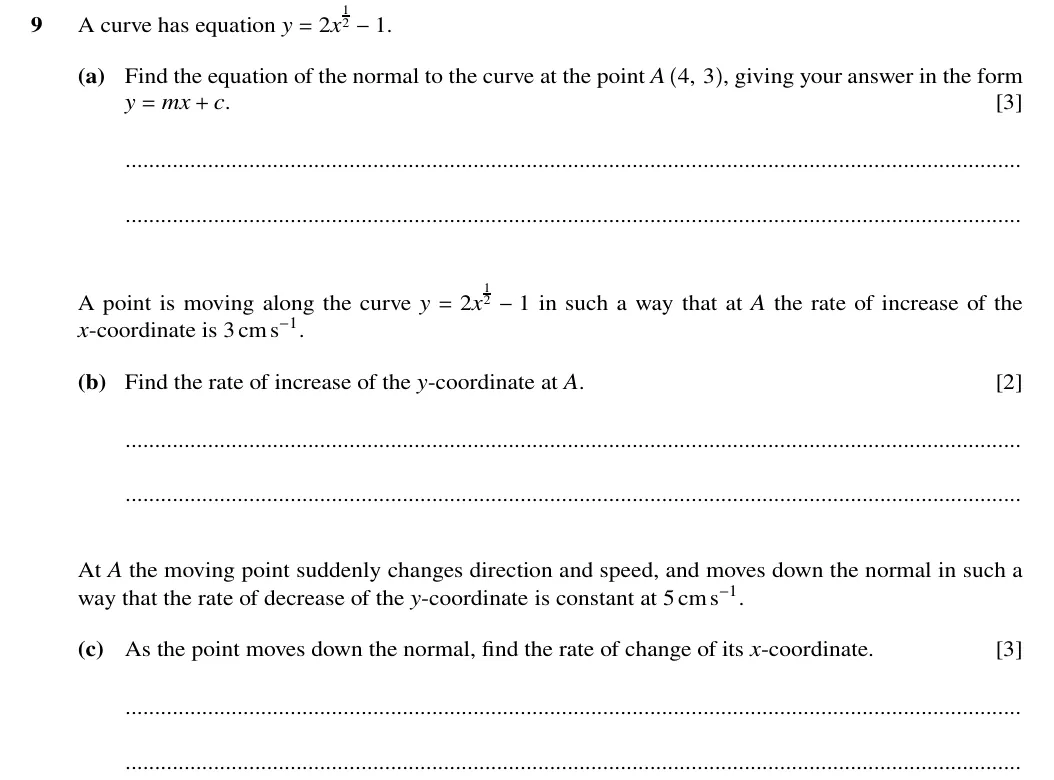 9 A curve has equation y = 2x^{\frac{1}{2}} − 1.
(a) Find the equation of the normal to the curve at the point A (4, 3), giving your answer in the form
y = mx + c. [3]
................................................................................
................................................................................
A point is moving along the curve y = 2x^{\frac{1}{2}} − 1 in such a way that at A the rate of increase of the
x-coordinate is 3 cm s^{−1}.
(b) Find the rate of increase of the y-coordinate at A. [2]
................................................................................
................................................................................
At A the moving point suddenly changes direction and speed, and moves down the normal in such a
way that the rate of decrease of the y-coordinate is constant at 5 cm s^{−1}.
(c) As the point moves down the normal, find the rate of change of its x-coordinate. [3]
................................................................................
................................................................................